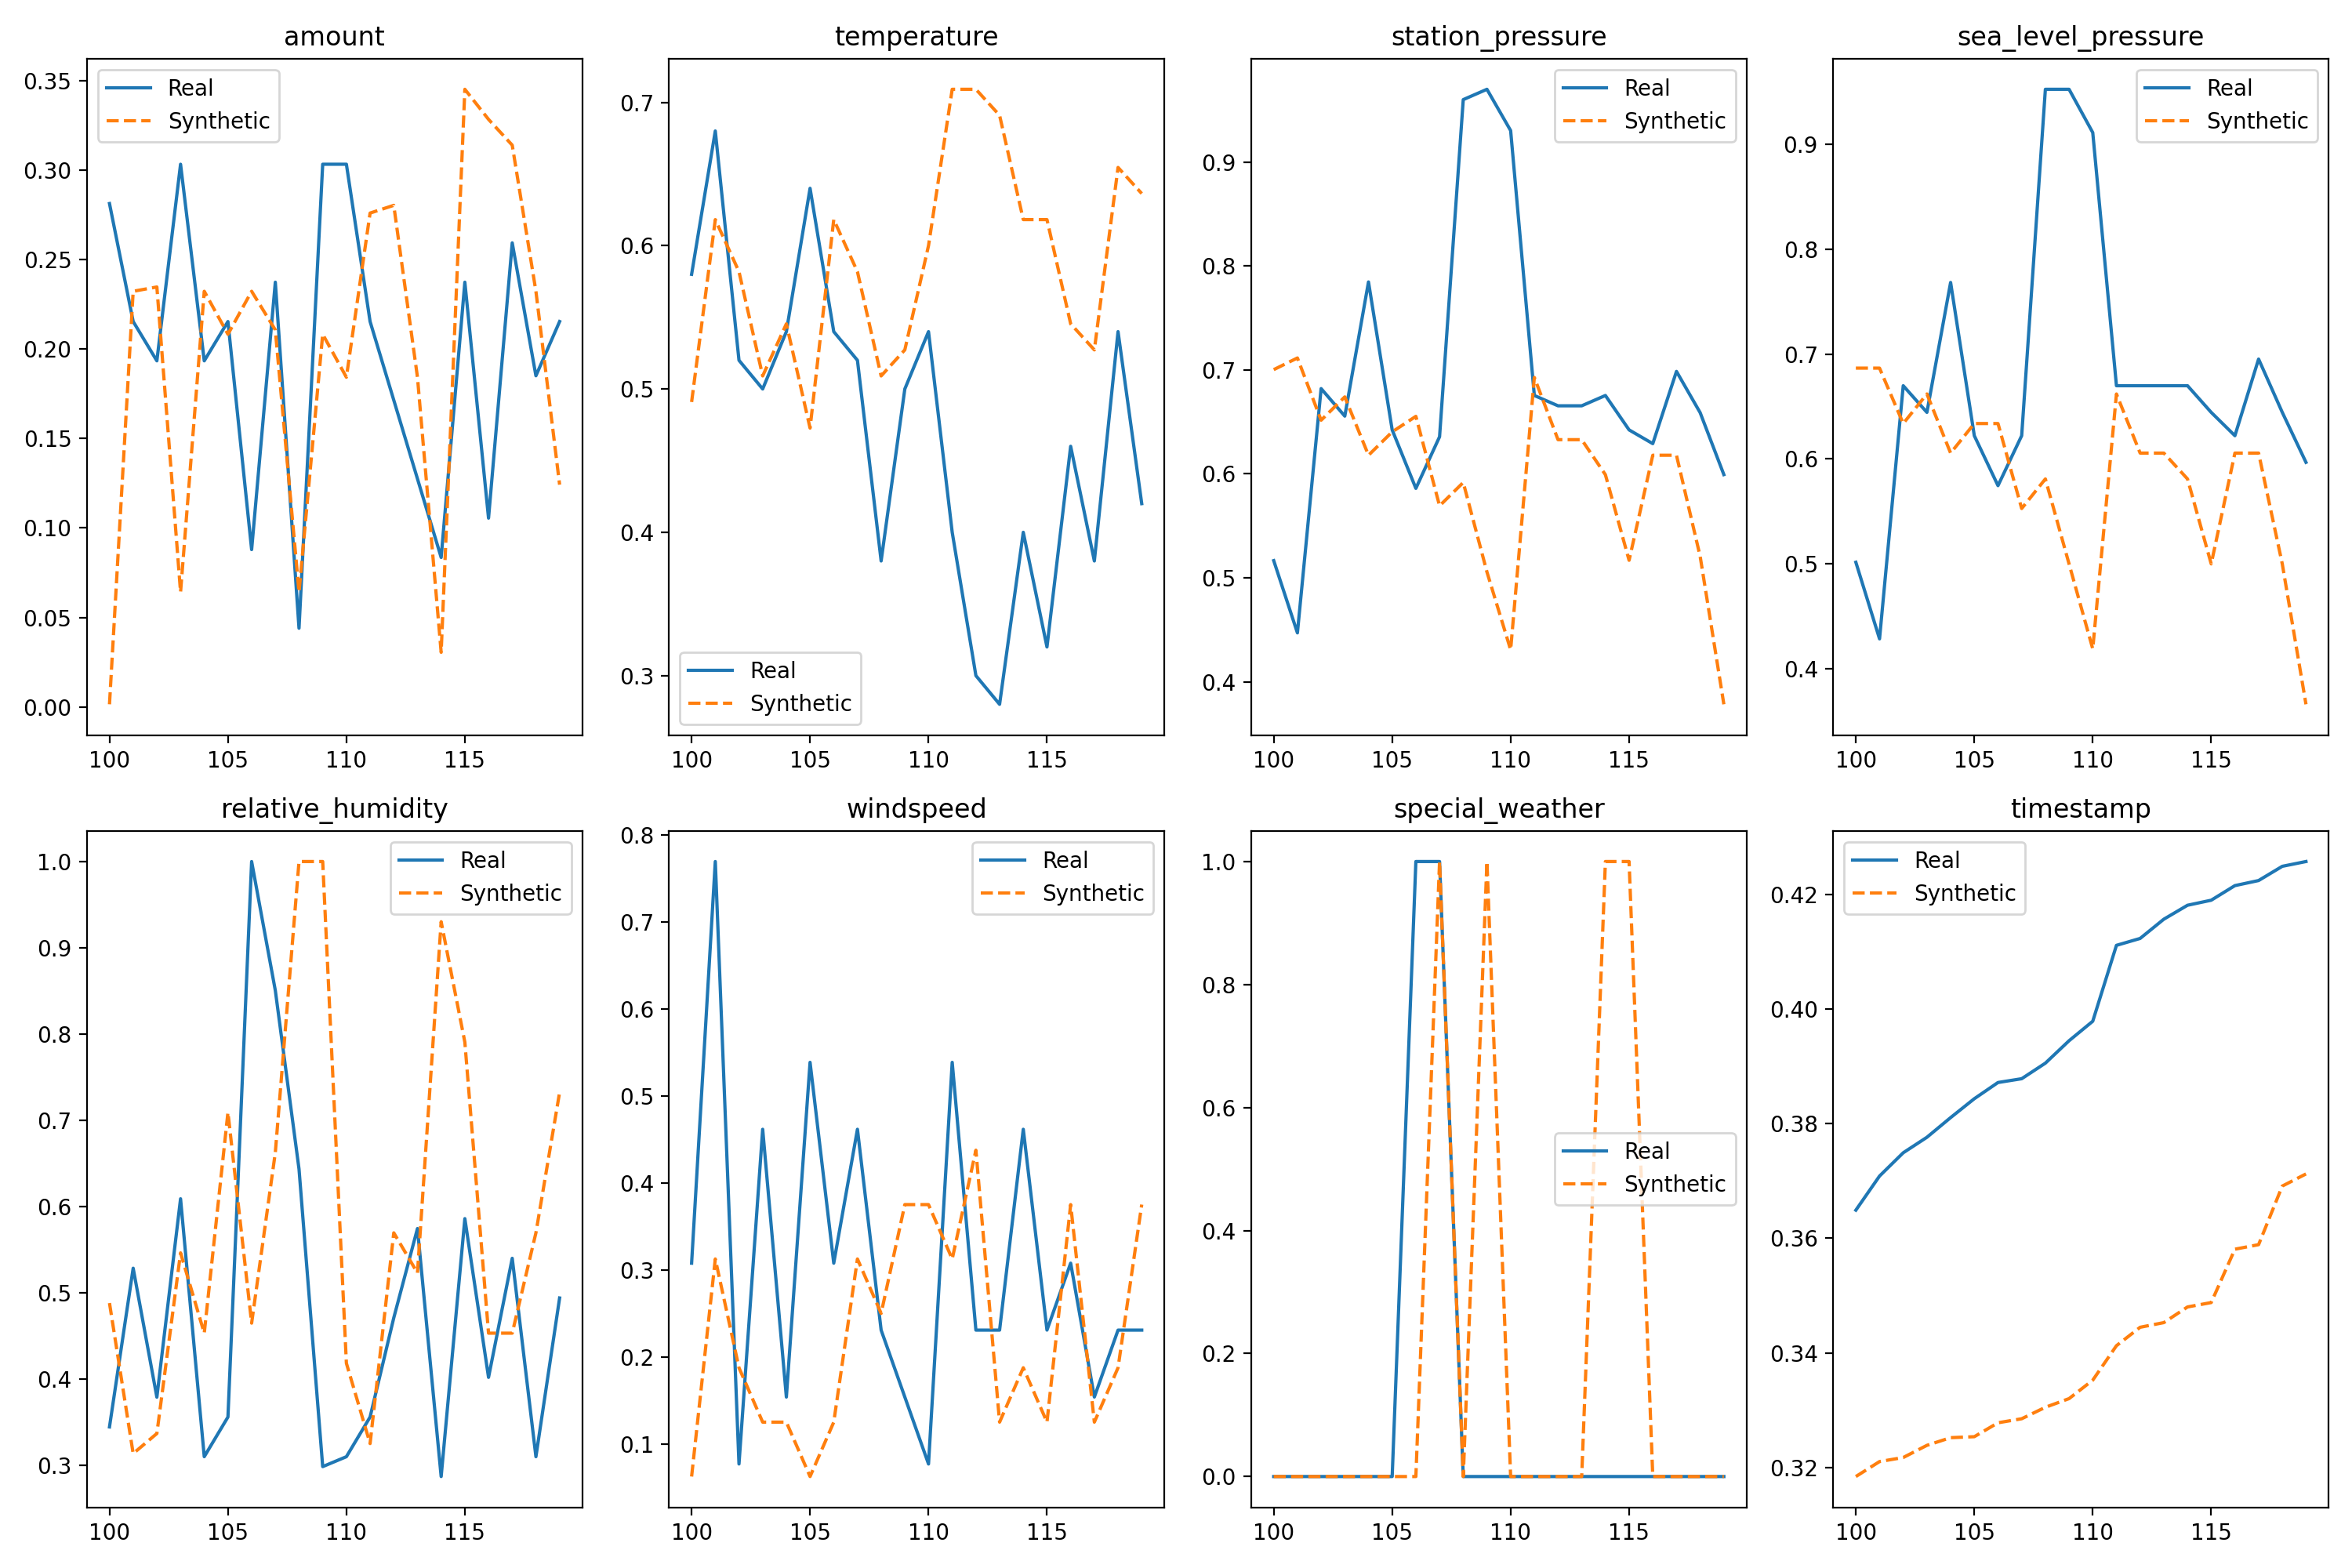 amount
0.35
0.30
0.25
0.20
0.15
0.10
0.05
0.00
100 105 110 115
Real
Synthetic
temperature
0.7
0.6
0.5
0.4
0.3
100 105 110 115
Real
Synthetic
station_pressure
0.9
0.8
0.7
0.6
0.5
0.4
100 105 110 115
Real
Synthetic
sea_level_pressure
0.9
0.8
0.7
0.6
0.5
0.4
100 105 110 115
Real
Synthetic
relative_humidity
1.0
0.9
0.8
0.7
0.6
0.5
0.4
0.3
100 105 110 115
Real
Synthetic
windspeed
0.8
0.7
0.6
0.5
0.4
0.3
0.2
0.1
100 105 110 115
Real
Synthetic
special_weather
1.0
0.8
0.6
0.4
0.2
0.0
100 105 110 115
Real
Synthetic
timestamp
0.42
0.40
0.38
0.36
0.34
0.32
100 105 110 115
Real
Synthetic